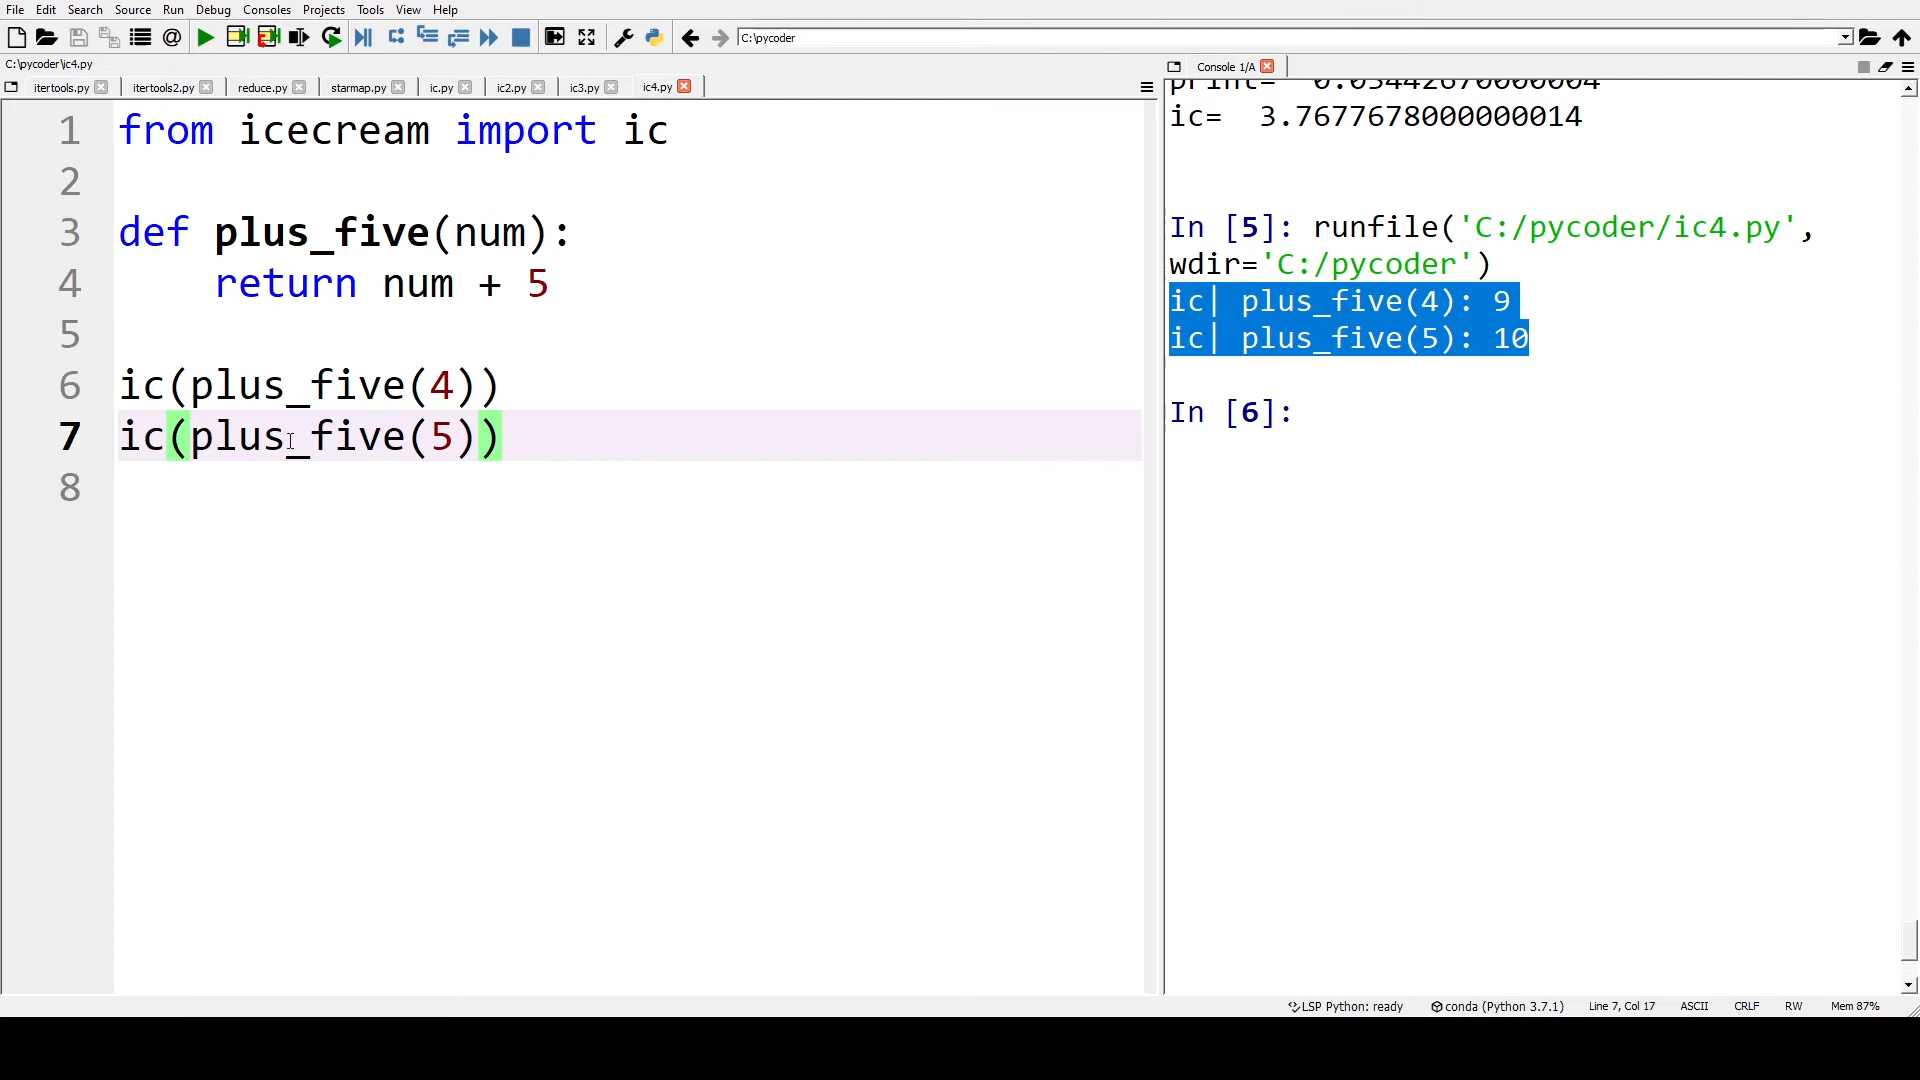 File Edit Search Source Run Debug Consoles Projects Tools View Help
C:\pycoder
C:\pycoder\ic4.py
itertools.py itertools2.py reduce.py starmap.py ic.py ic2.py ic3.py ic4.py
1 from icecream import ic
2
3 def plus_five(num):
4 return num + 5
5
6 ic(plus_five(4))
7 ic(plus_five(5))
8
Console 1/A
print= 0.03442670000004
ic= 3.7677678000000014
In [5]: runfile('C:/pycoder/ic4.py',
wdir='C:/pycoder')
ic| plus_five(4): 9
ic| plus_five(5): 10
In [6]:
LSP Python: ready conda (Python 3.7.1) Line 7, Col 17 ASCII CRLF RW Mem 87%